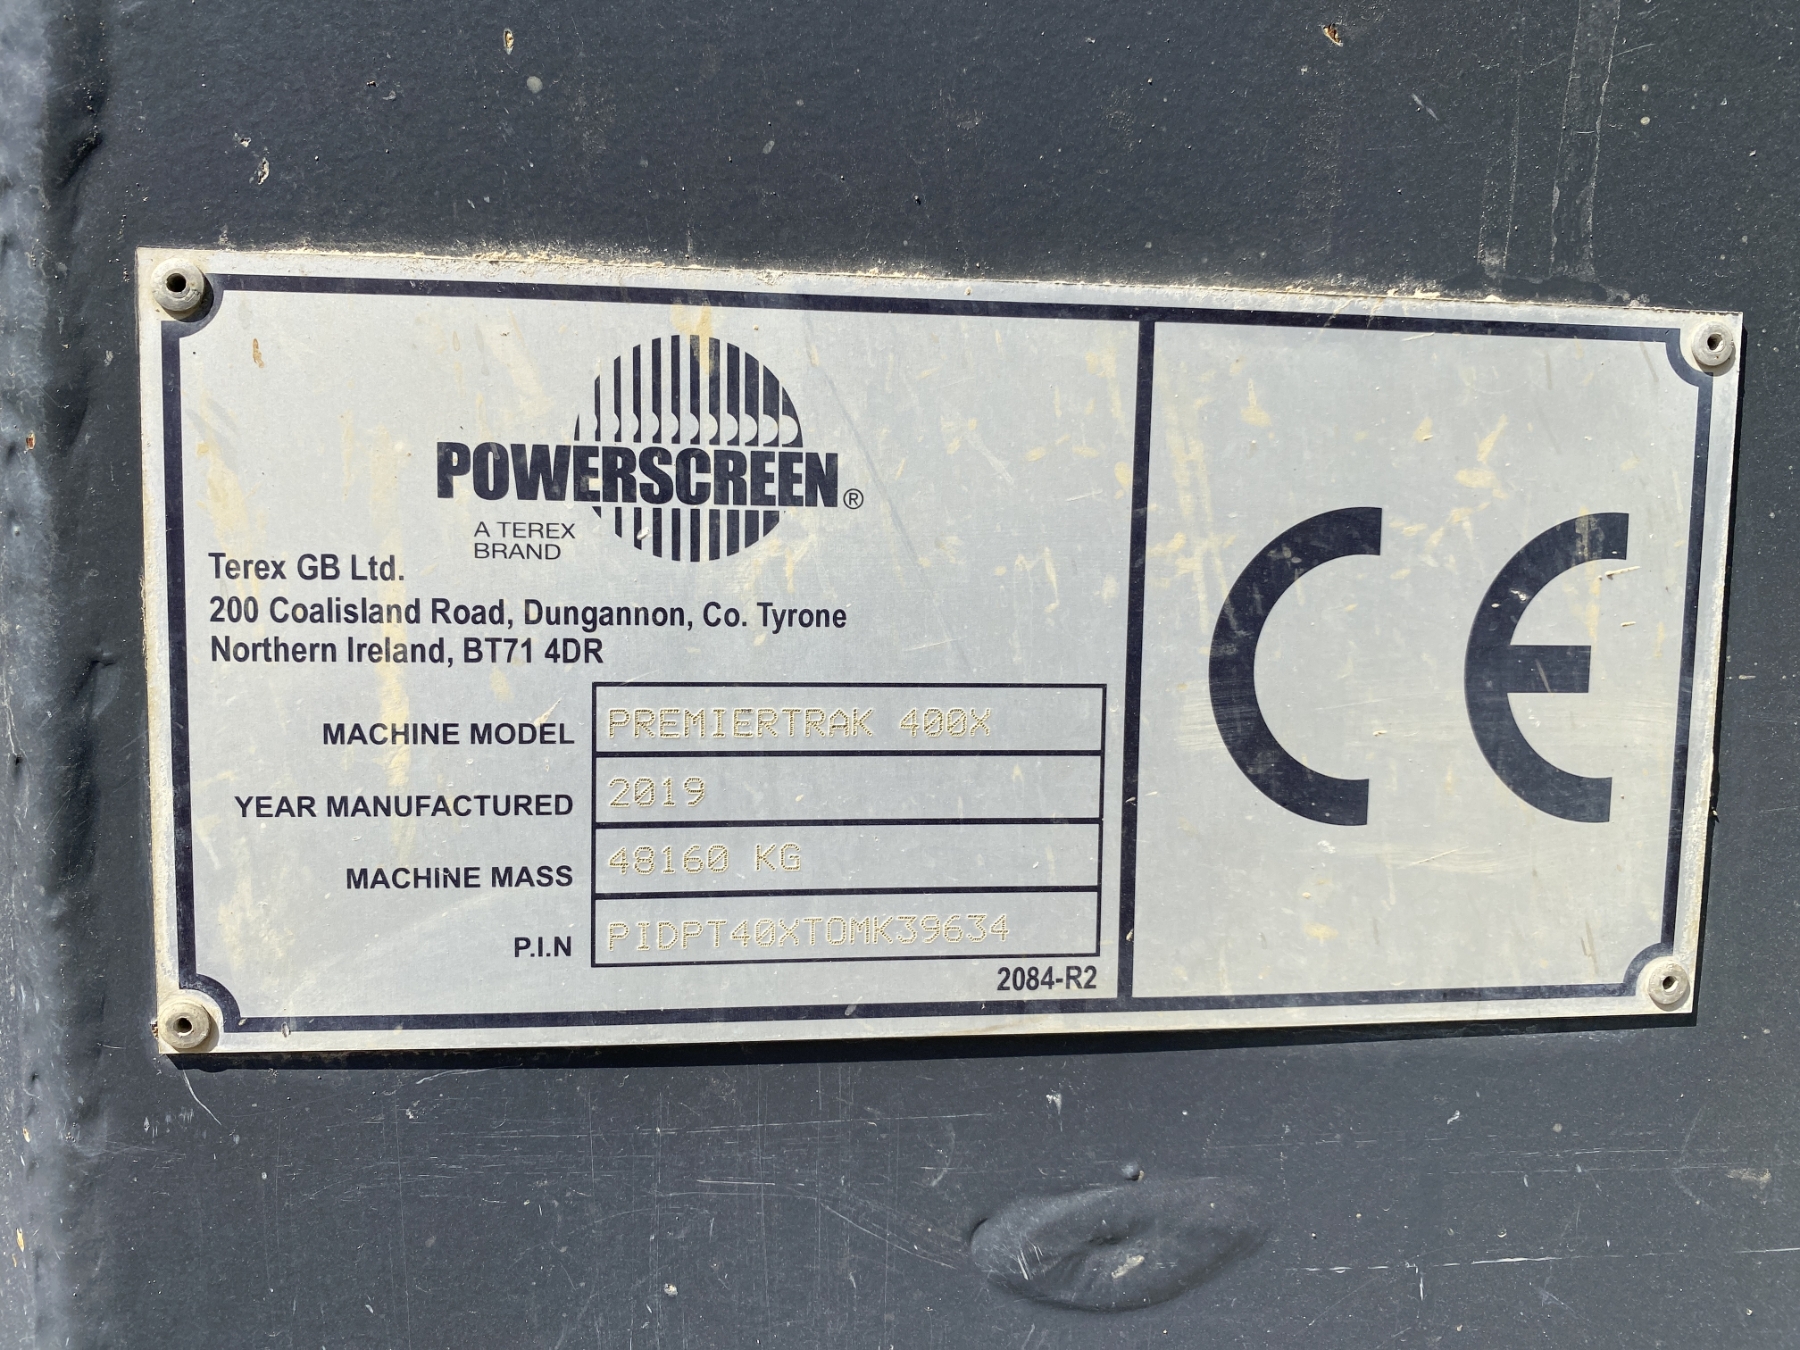 POWERSCREEN®
A TEREX
BRAND
Terex GB Ltd.
200 Coalisland Road, Dungannon, Co. Tyrone
Northern Ireland, BT71 4DR
MACHINE MODEL PREMIERTRAK 400X
YEAR MANUFACTURED 2019
MACHINE MASS 48160 KG
P.I.N PIDPT40XTOMK39634
2084-R2
CE